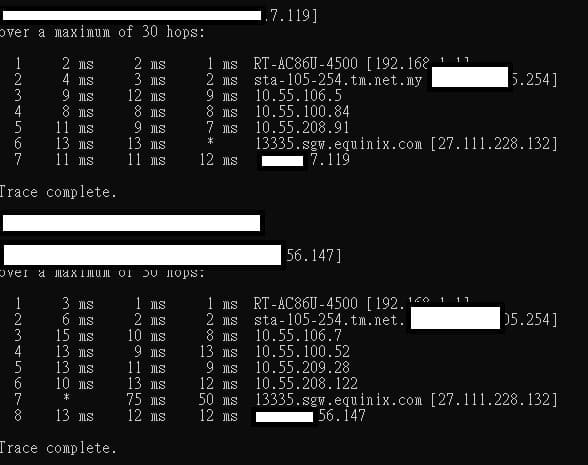 .7.119]
over a maximum of 30 hops:
1 2 ms 2 ms 1 ms RT-AC86U-4500 [192.168.1.1]
2 4 ms 3 ms 2 ms sta-105-254.tm.net.my 5.254]
3 9 ms 12 ms 9 ms 10.55.106.5
4 8 ms 8 ms 8 ms 10.55.100.84
5 11 ms 9 ms 7 ms 10.55.208.91
6 13 ms 13 ms * 13335.sgw.equinix.com [27.111.228.132]
7 11 ms 11 ms 12 ms 7.119
Trace complete.
56.147]
over a maximum of 30 hops:
1 3 ms 1 ms 1 ms RT-AC86U-4500 [192.168.1.1]
2 6 ms 2 ms 2 ms sta-105-254.tm.net. 05.254]
3 15 ms 10 ms 8 ms 10.55.106.7
4 13 ms 9 ms 13 ms 10.55.100.52
5 13 ms 11 ms 9 ms 10.55.209.28
6 10 ms 13 ms 12 ms 10.55.208.122
7 * 75 ms 50 ms 13335.sgw.equinix.com [27.111.228.132]
8 13 ms 12 ms 12 ms 56.147
Trace complete.